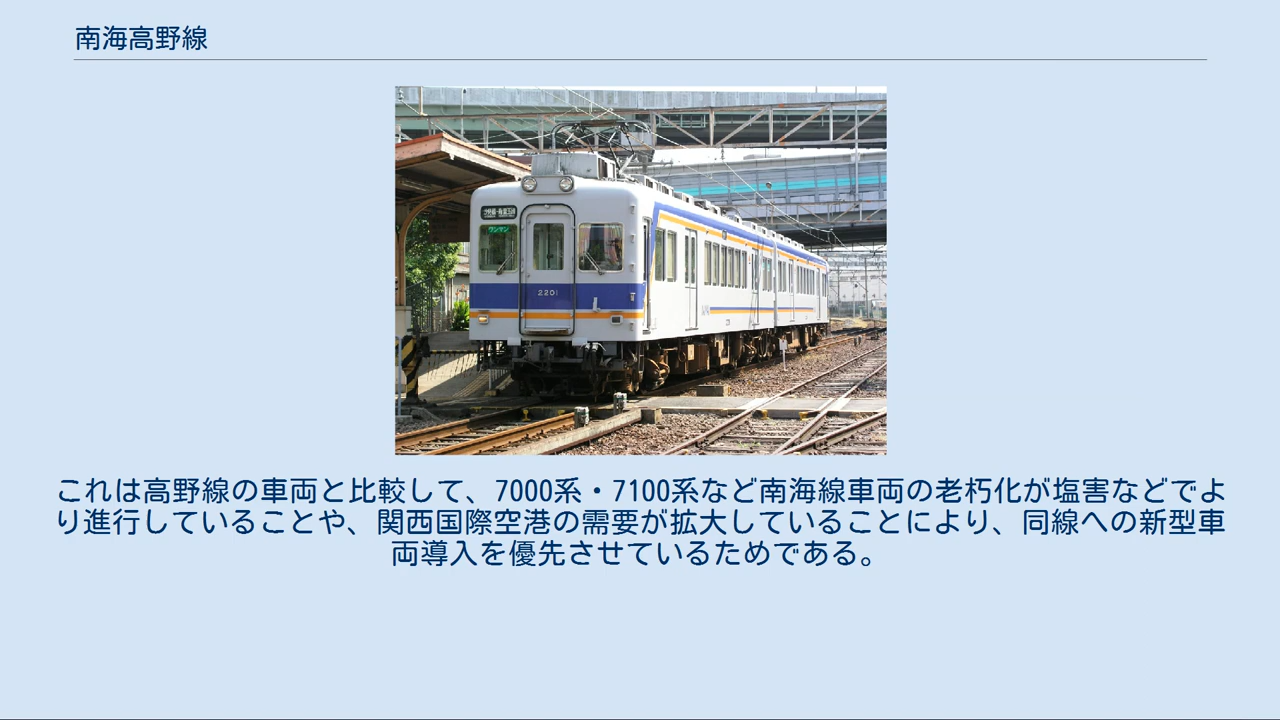 南海高野線
ワンマン
2201
これは高野線の車両と比較して、7000系・7100系など南海線車両の老朽化が塩害などでよ
り進行していることや、関西国際空港の需要が拡大していることにより、同線への新型車
両導入を優先させているためである。